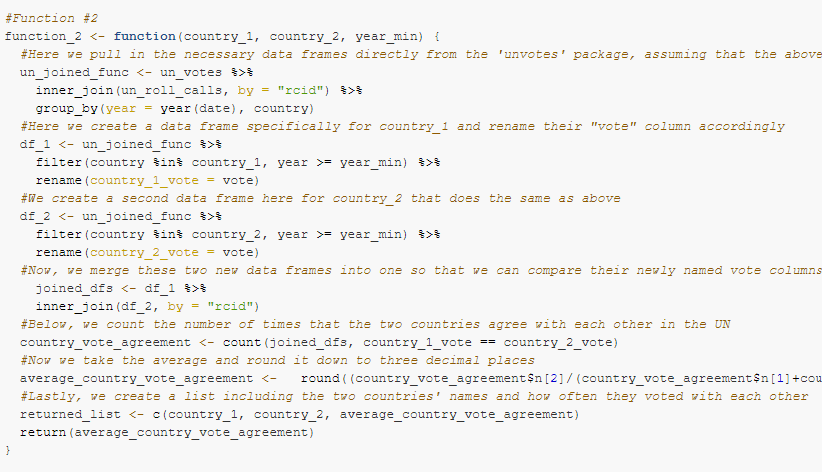 #Function #2
function_2 <- function(country_1, country_2, year_min) {
  #Here we pull in the necessary data frames directly from the 'unvotes' package, assuming that the above
  un_joined_func <- un_votes %>%
    inner_join(un_roll_calls, by = "rcid") %>%
    group_by(year = year(date), country)
  #Here we create a data frame specifically for country_1 and rename their "vote" column accordingly
  df_1 <- un_joined_func %>%
    filter(country %in% country_1, year >= year_min) %>%
    rename(country_1_vote = vote)
  #We create a second data frame here for country_2 that does the same as above
  df_2 <- un_joined_func %>%
    filter(country %in% country_2, year >= year_min) %>%
    rename(country_2_vote = vote)
  #Now, we merge these two new data frames into one so that we can compare their newly named vote columns
    joined_dfs <- df_1 %>%
    inner_join(df_2, by = "rcid")
  #Below, we count the number of times that the two countries agree with each other in the UN
  country_vote_agreement <- count(joined_dfs, country_1_vote == country_2_vote)
  #Now we take the average and round it down to three decimal places
  average_country_vote_agreement <-   round((country_vote_agreement$n[2]/(country_vote_agreement$n[1]+cou
  #Lastly, we create a list including the two countries' names and how often they voted with each other
  returned_list <- c(country_1, country_2, average_country_vote_agreement)
  return(average_country_vote_agreement)
}